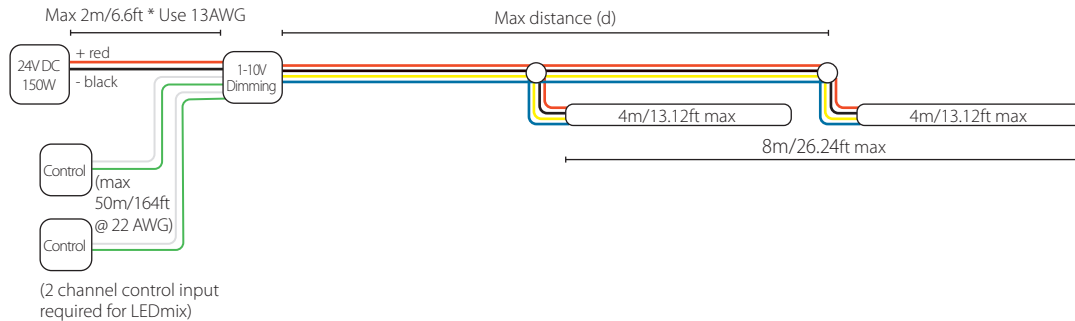 Max 2m/6.6ft * Use 13AWG
Max distance (d)
24V DC
150W
+ red
- black
1-10V
Dimming
4m/13.12ft max
4m/13.12ft max
8m/26.24ft max
Control
(max
50m/164ft
@ 22 AWG)
Control
(2 channel control input
required for LEDmix)